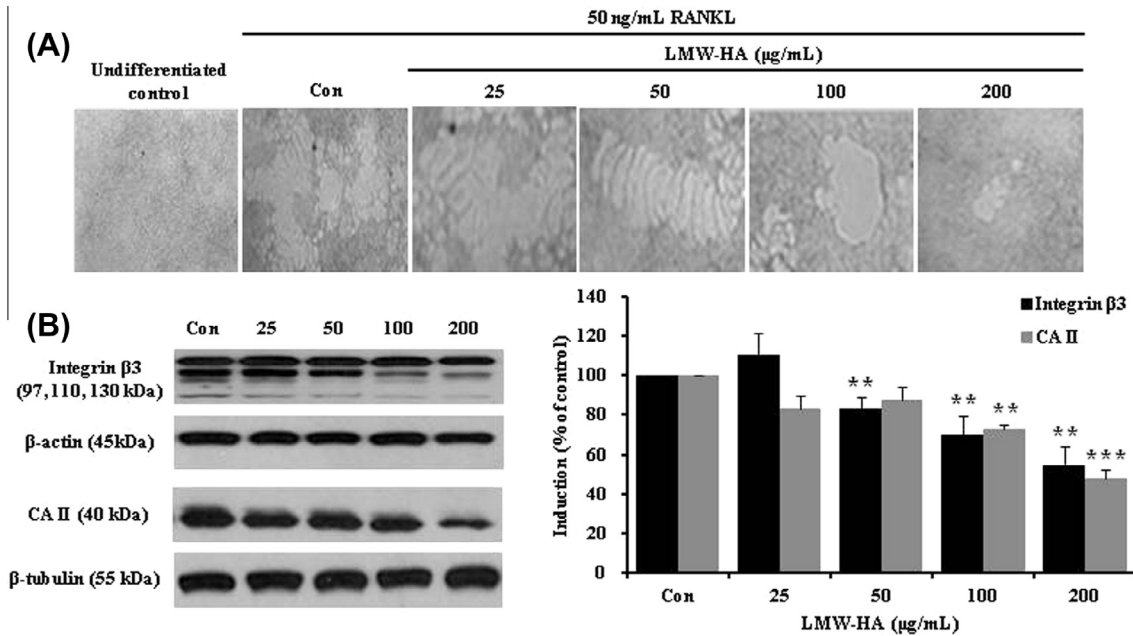 (A)
50 ng/mL RANKL
LMW-HA (µg/mL)
Undifferentiated
control
Con
25
50
100
200
(B)
Con 25 50 100 200
Integrin β3
(97, 110, 130 kDa)
β-actin (45kDa)
CA II (40 kDa)
β-tubulin (55 kDa)
Induction (% of control)
140
120
100
80
60
40
20
0
Integrin β3
CA II
**
**
**
**
***
Con 25 50 100 200
LMW-HA (µg/mL)